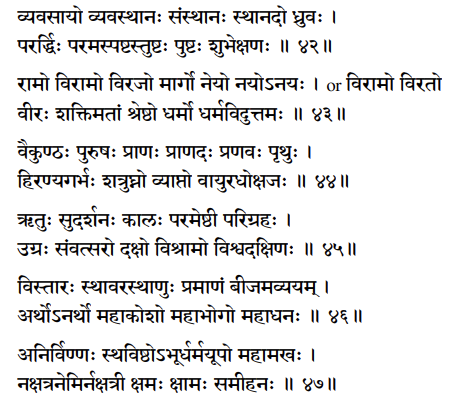 व्यवसायो व्यवस्थानः संस्थानः स्थानदो ध्रुवः ।
परर्द्धिः परमस्पष्टस्तुष्टः पुष्टः शुभेक्षणः ॥ ४२॥
रामो विरामो विरजो मार्गो नेयो नयोऽनयः । or विरामो विरतो
वीरः शक्तिमतां श्रेष्ठो धर्मो धर्मविदुत्तमः ॥ ४३॥
वैकुण्ठः पुरुषः प्राणः प्राणदः प्रणवः पृथुः ।
हिरण्यगर्भः शत्रुघ्नो व्याप्तो वायुरधोक्षजः ॥ ४४॥
ऋतुः सुदर्शनः कालः परमेष्ठी परिग्रहः ।
उग्रः संवत्सरो दक्षो विश्रामो विश्वदक्षिणः ॥ ४५॥
विस्तारः स्थावरस्थाणुः प्रमाणं बीजमव्ययम् ।
अर्थोऽनर्थो महाकोशो महाभोगो महाधनः ॥ ४६॥
अनिर्विण्णः स्थविष्ठोऽभूर्धर्मयूपो महामखः ।
नक्षत्रनेमिर्नक्षत्री क्षमः क्षामः समीहनः ॥ ४७॥